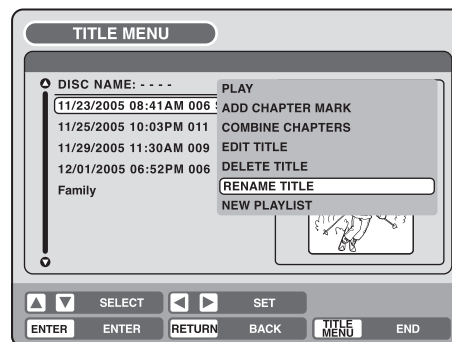 TITLE MENU
DISC NAME: - - - -
11/23/2005 08:41AM 006
11/25/2005 10:03PM 011
11/29/2005 11:30AM 009
12/01/2005 06:52PM 006
Family
PLAY
ADD CHAPTER MARK
COMBINE CHAPTERS
EDIT TITLE
DELETE TITLE
RENAME TITLE
NEW PLAYLIST
SELECT SET
ENTER ENTER RETURN BACK TITLE MENU END